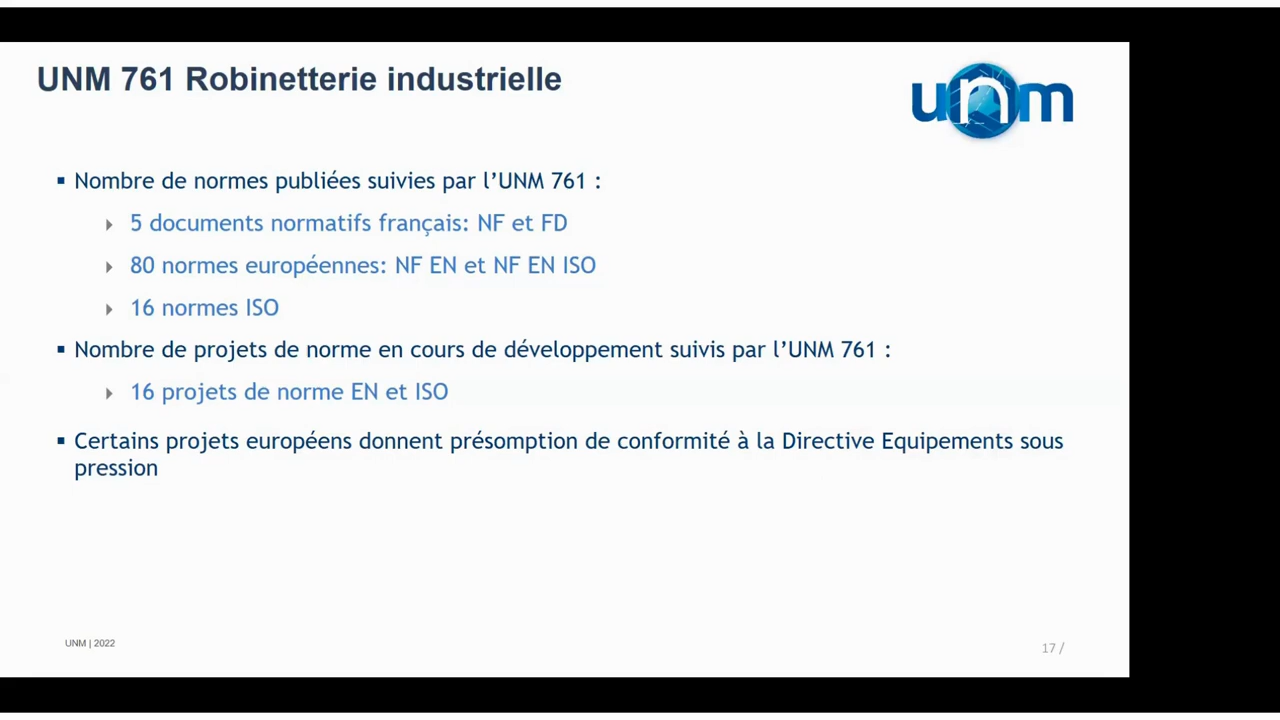 UNM 761 Robinetterie industrielle
unm
▪ Nombre de normes publiées suivies par l’UNM 761 :
5 documents normatifs français: NF et FD
80 normes européennes: NF EN et NF EN ISO
16 normes ISO
▪ Nombre de projets de norme en cours de développement suivis par l’UNM 761 :
16 projets de norme EN et ISO
▪ Certains projets européens donnent présomption de conformité à la Directive Equipements sous
pression
UNM | 2022
17 /